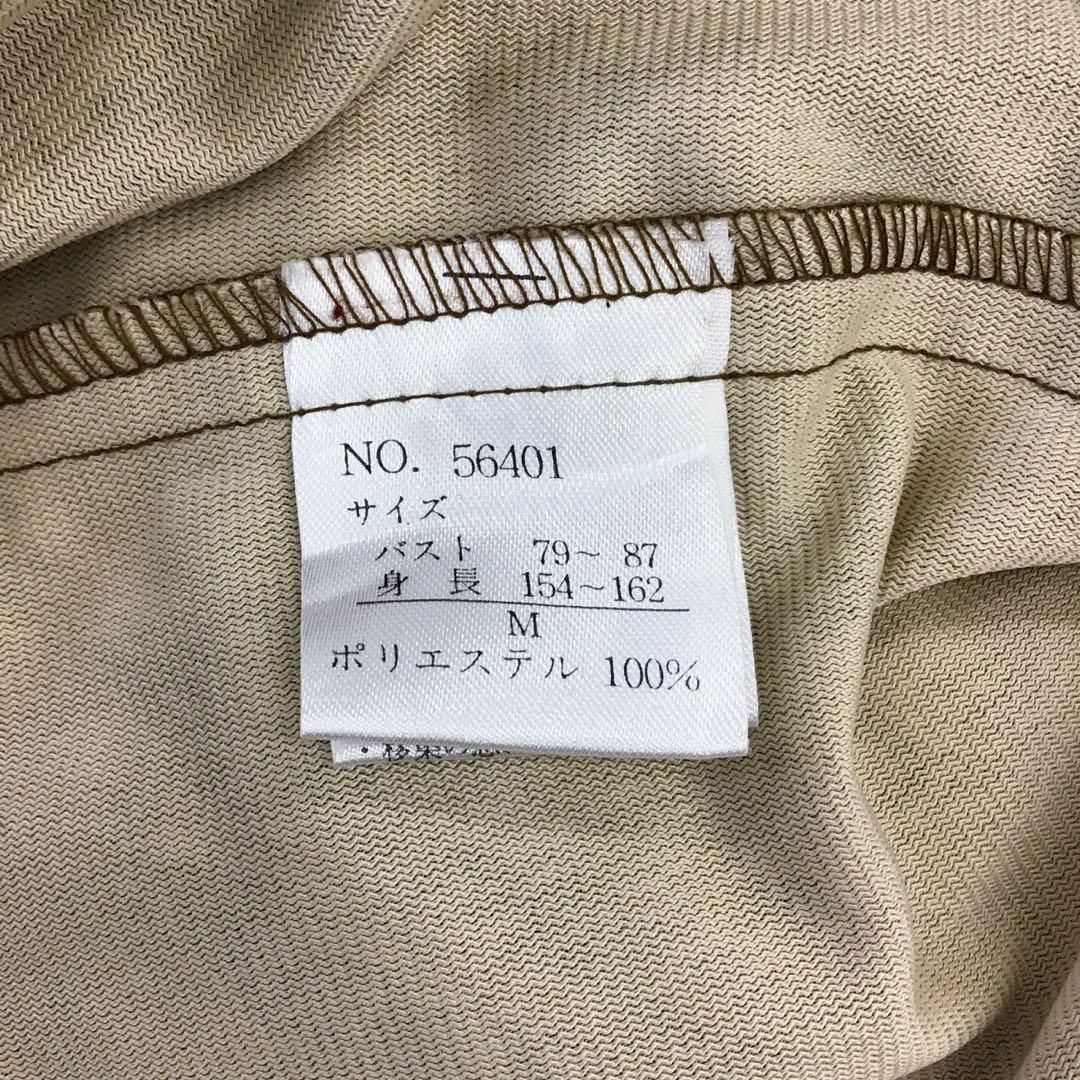 NO. 56401
サイズ
バスト 79~ 87
身長 154~162
M
ポリエステル 100%